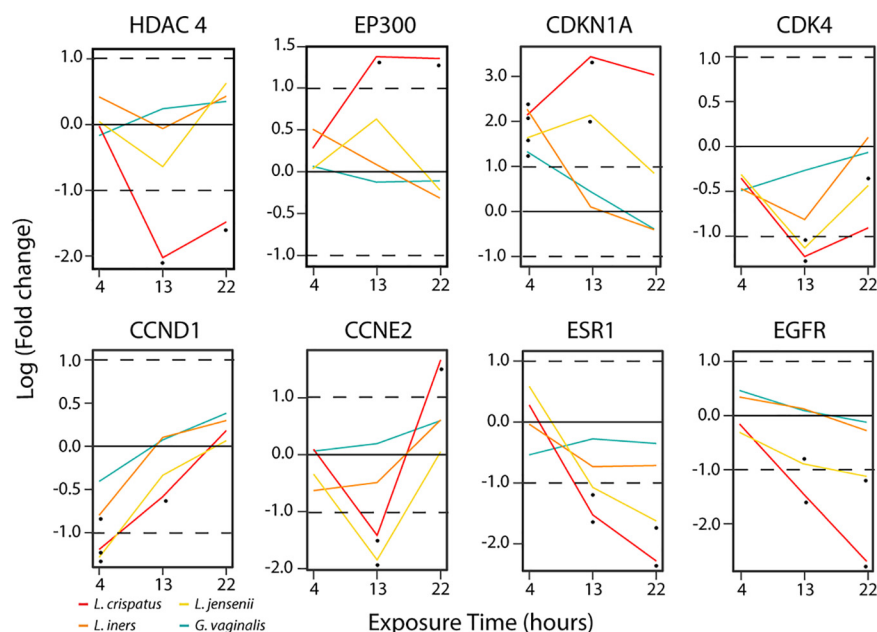 HDAC 4 EP300 CDKN1A CDK4
1.0 0.0 -1.0 -2.0
1.5 1.0 0.5 0.0 -0.5 -1.0
3.0 2.0 1.0 0.0 -1.0
1.0 0.5 0.0 -0.5 -1.0
4 13 22 4 13 22 4 13 22 4 13 22
Log (Fold change)
CCND1 CCNE2 ESR1 EGFR
1.0 0.5 0.0 -0.5 -1.0
1.0 0.0 -1.0 -2.0
1.0 0.0 -1.0 -2.0
1.0 0.0 -1.0 -2.0
4 13 22 4 13 22 4 13 22 4 13 22
L. crispatus L. jensenii
L. iners G. vaginalis
Exposure Time (hours)